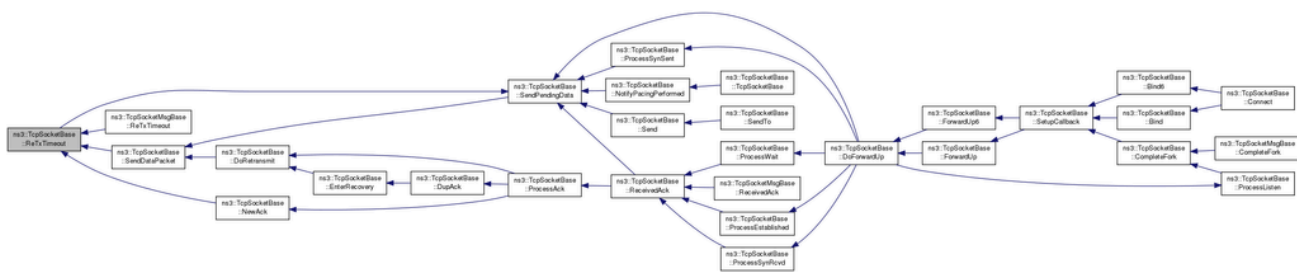 ns3::TcpSocketBase
::ReTxTimeout
ns3::TcpSocketMsgBase
::ReTxTimeout
ns3::TcpSocketBase
::SendDataPacket
ns3::TcpSocketBase
::NewAck
ns3::TcpSocketBase
::DoRetransmit
ns3::TcpSocketBase
::EnterRecovery
ns3::TcpSocketBase
::DupAck
ns3::TcpSocketBase
::SendPendingData
ns3::TcpSocketBase
::ProcessAck
ns3::TcpSocketBase
::ProcessSynSent
ns3::TcpSocketBase
::NotifyPacingPerformed
ns3::TcpSocketBase
::Send
ns3::TcpSocketBase
::ReceivedAck
ns3::TcpSocketBase
::TcpSocketBase
ns3::TcpSocketBase
::SendTo
ns3::TcpSocketBase
::ProcessWait
ns3::TcpSocketMsgBase
::ReceivedAck
ns3::TcpSocketBase
::ProcessEstablished
ns3::TcpSocketBase
::ProcessSynRcvd
ns3::TcpSocketBase
::DoForwardUp
ns3::TcpSocketBase
::ForwardUp6
ns3::TcpSocketBase
::ForwardUp
ns3::TcpSocketBase
::SetupCallback
ns3::TcpSocketBase
::Bind6
ns3::TcpSocketBase
::Bind
ns3::TcpSocketBase
::CompleteFork
ns3::TcpSocketBase
::Connect
ns3::TcpSocketMsgBase
::CompleteFork
ns3::TcpSocketBase
::ProcessListen